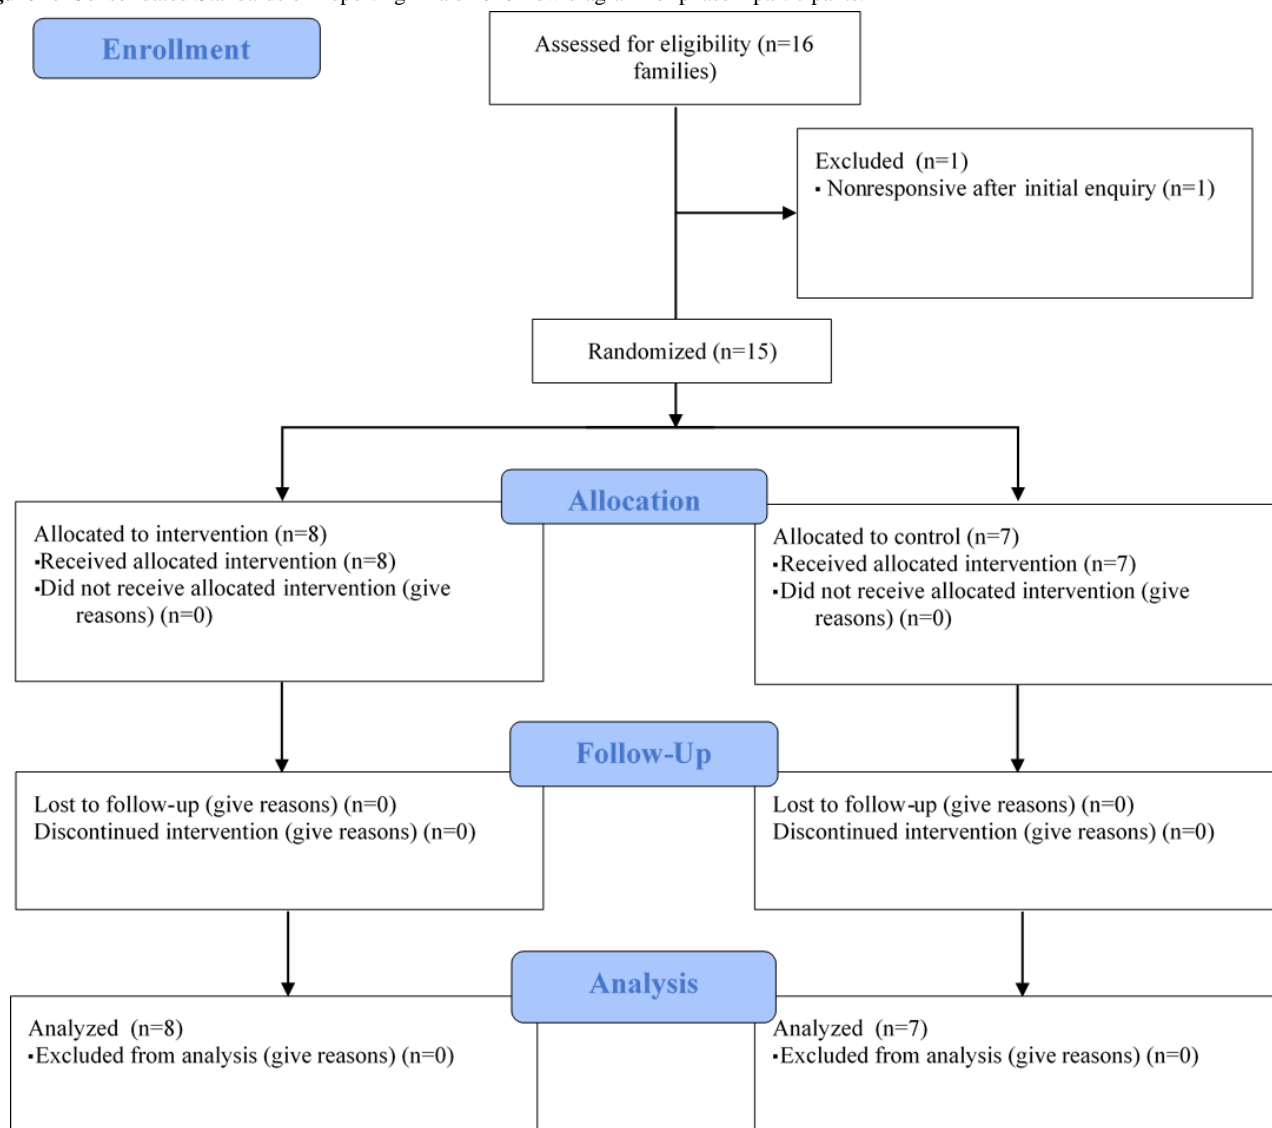 Enrollment
Assessed for eligibility (n=16
families)
Excluded (n=1)
▪ Nonresponsive after initial enquiry (n=1)
Randomized (n=15)
Allocation
Allocated to intervention (n=8)
▪Received allocated intervention (n=8)
▪Did not receive allocated intervention (give
reasons) (n=0)
Allocated to control (n=7)
▪Received allocated intervention (n=7)
▪Did not receive allocated intervention (give
reasons) (n=0)
Follow-Up
Lost to follow-up (give reasons) (n=0)
Discontinued intervention (give reasons) (n=0)
Lost to follow-up (give reasons) (n=0)
Discontinued intervention (give reasons) (n=0)
Analysis
Analyzed (n=8)
▪Excluded from analysis (give reasons) (n=0)
Analyzed (n=7)
▪Excluded from analysis (give reasons) (n=0)